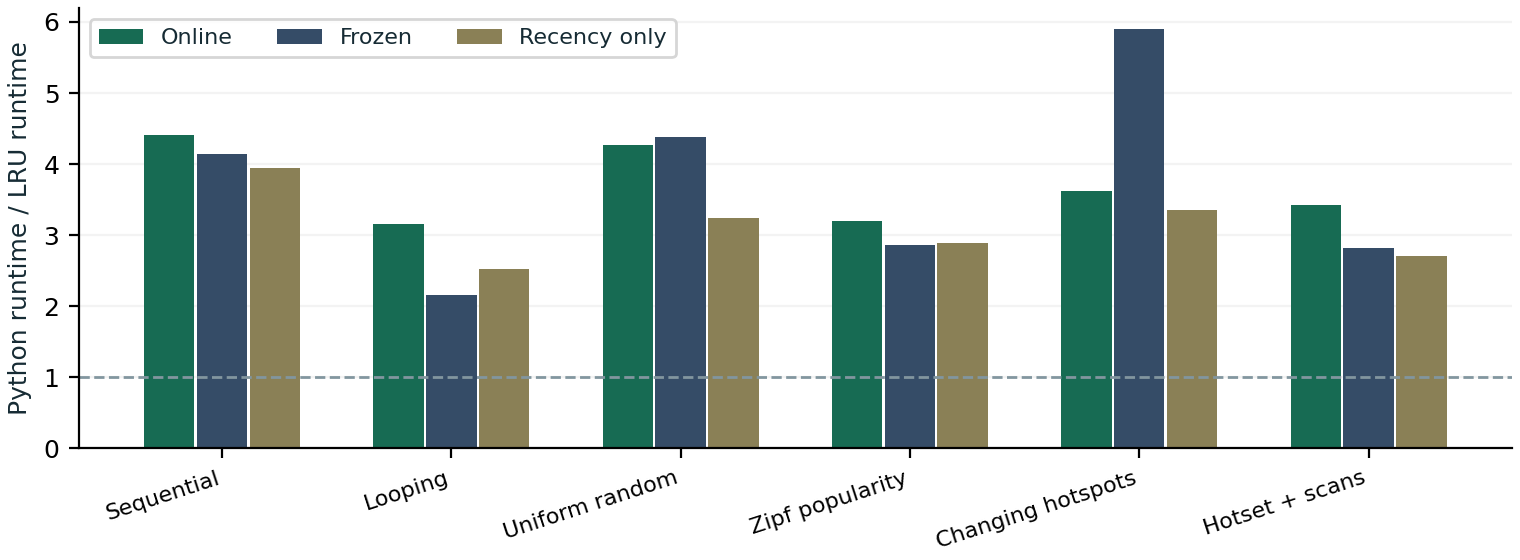 Python runtime / LRU runtime
6
5
4
3
2
1
0
Online Frozen Recency only
Sequential
Looping
Uniform random
Zipf popularity
Changing hotspots
Hotset + scans